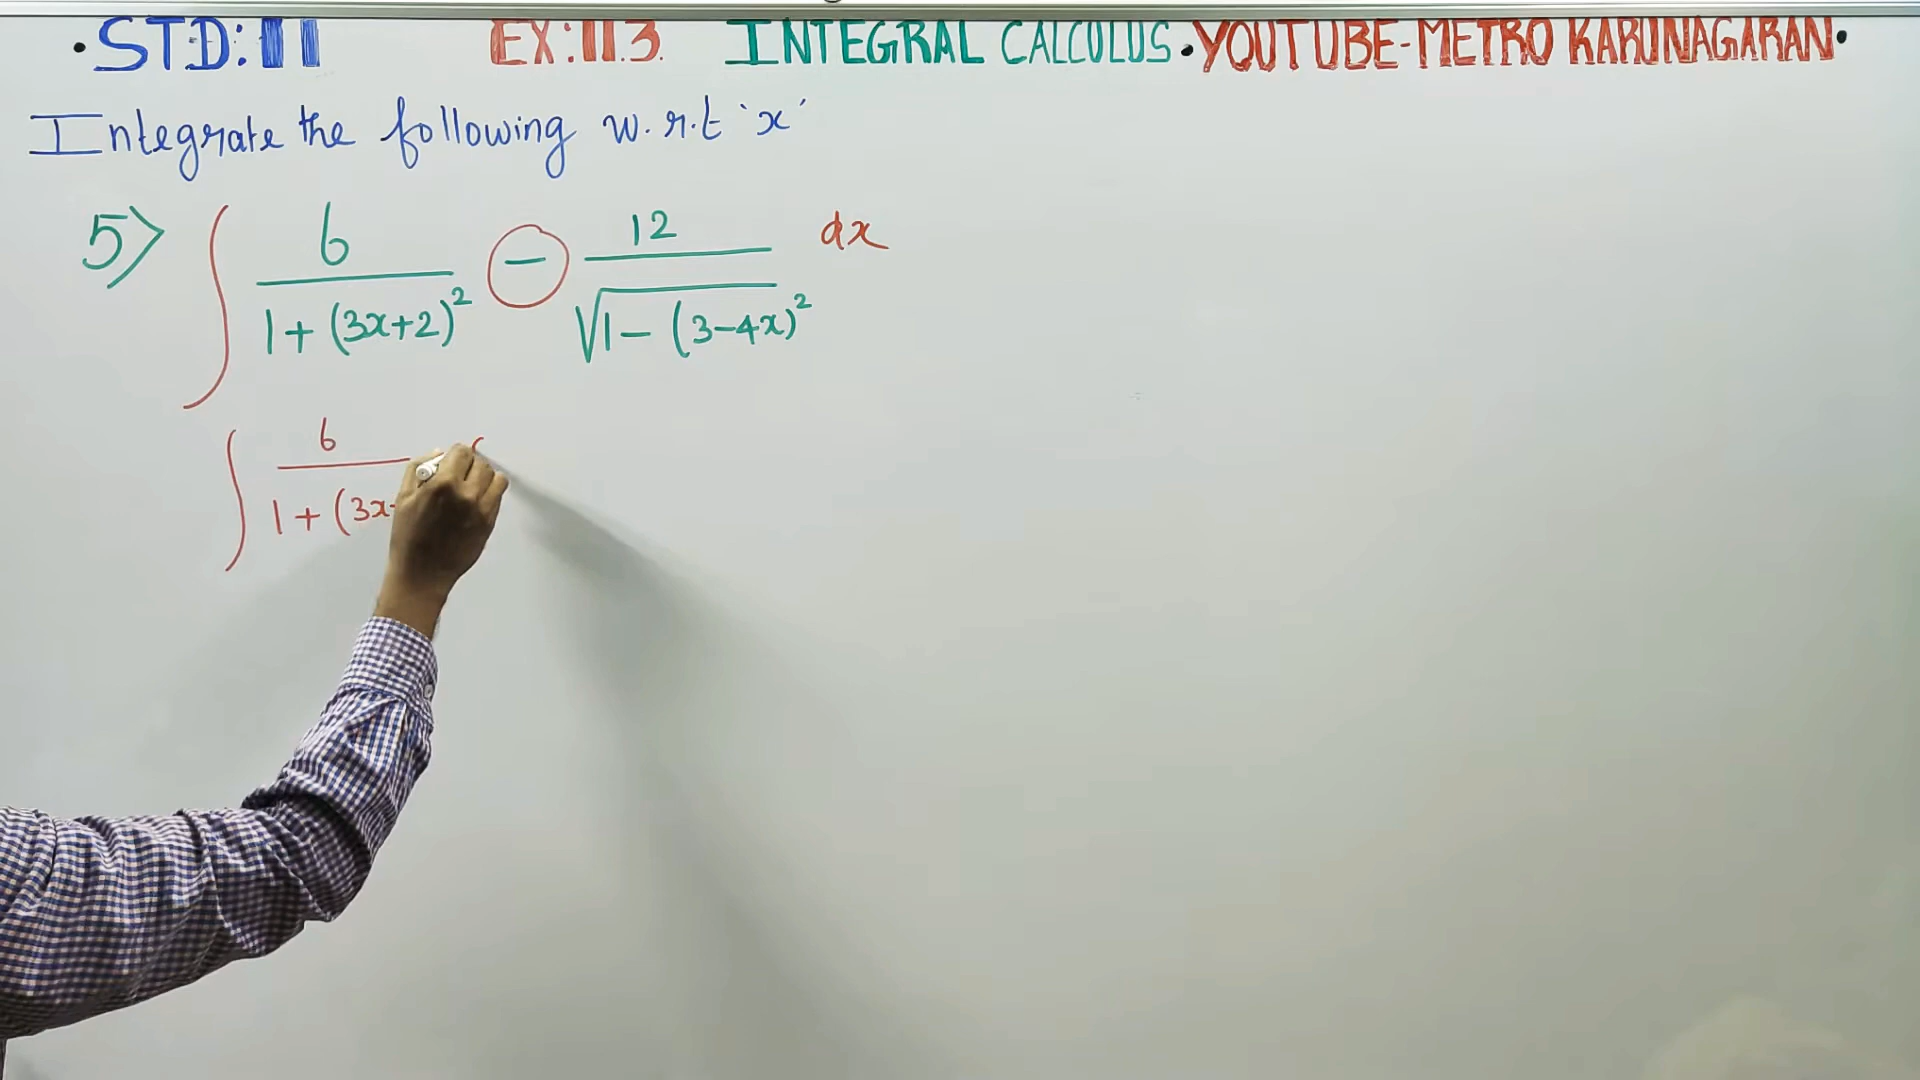 • STD: 11 EX: 11.3. INTEGRAL CALCULUS • YOUTUBE-METRO KARUNAGARAN •
Integrate the following w.r.t 'x'
5> ∫ 6/(1+(3x+2)²) − 12/√(1−(3−4x)²) dx
∫ 6/(1+(3x